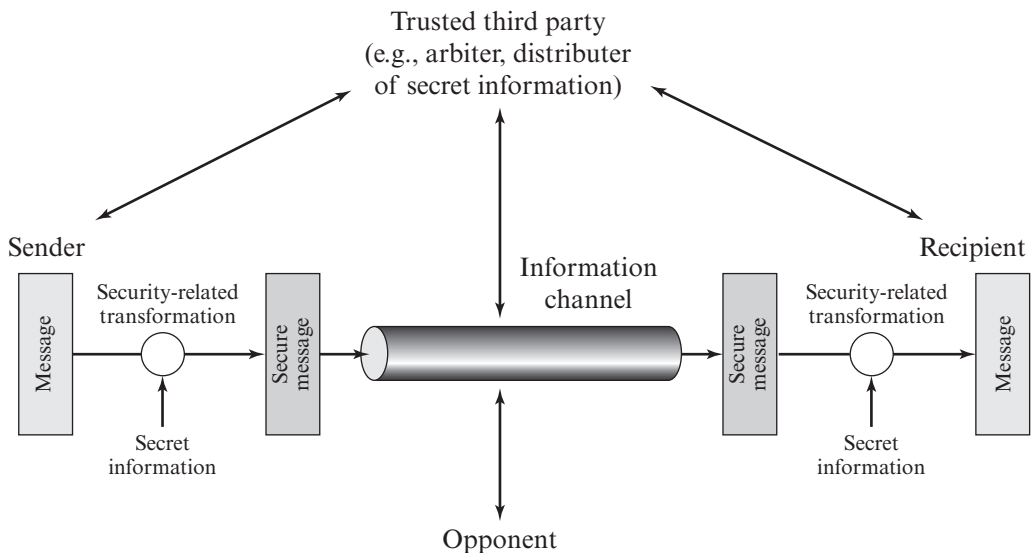 Trusted third party
(e.g., arbiter, distributer
of secret information)
Sender
Recipient
Information
channel
Security-related
transformation
Security-related
transformation
Message
Secure
message
Secure
message
Message
Secret
information
Secret
information
Opponent